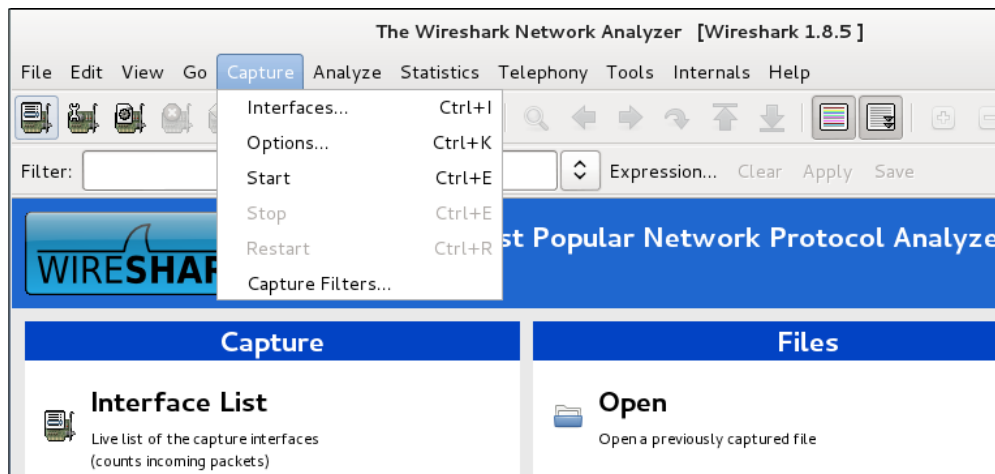 The Wireshark Network Analyzer [Wireshark 1.8.5 ]
File Edit View Go Capture Analyze Statistics Telephony Tools Internals Help
Interfaces... Ctrl+I
Options... Ctrl+K
Filter: Expression... Clear Apply Save
Start Ctrl+E
Stop Ctrl+E
Restart Ctrl+R
Capture Filters...
Popular Network Protocol
Capture
Interface List
Live list of the capture interfaces
(counts incoming packets)
Files
Open
Open a previously captured file